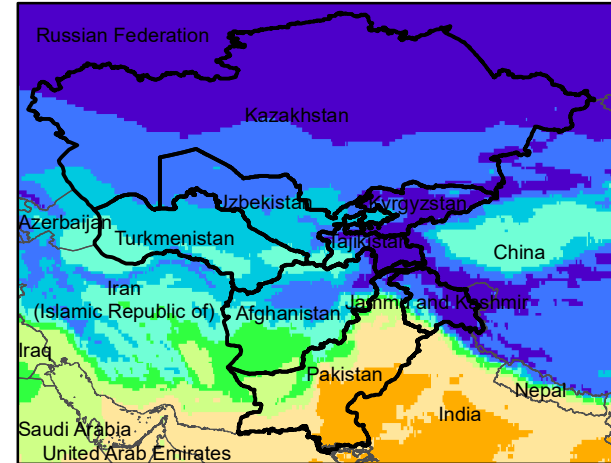 Russian Federation
Kazakhstan
Uzbekistan
Kyrgyzstan
Azerbaijan
Turkmenistan
Tajikistan
China
Iran
(Islamic Republic of)
Afghanistan
Jammu and Kashmir
Iraq
Pakistan
Nepal
India
Saudi Arabia
United Arab Emirates